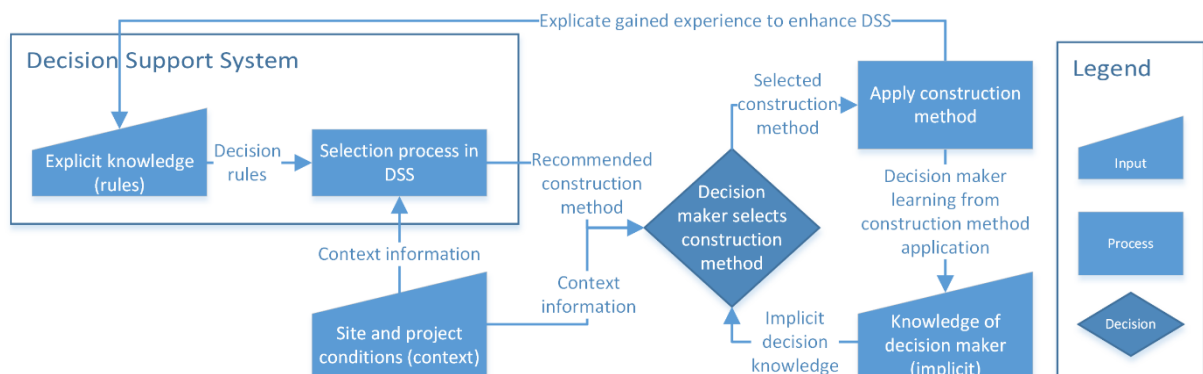 Explicate gained experience to enhance DSS
Decision Support System
Explicit knowledge
(rules)
Decision
rules
Selection process in
DSS
Recommended
construction
method
Context information
Site and project
conditions (context)
Context
information
Decision
maker selects
construction
method
Selected
construction
method
Apply construction
method
Decision maker
learning from
construction method
application
Implicit
decision
knowledge
Knowledge of
decision maker
(implicit)
Legend
Input
Process
Decision